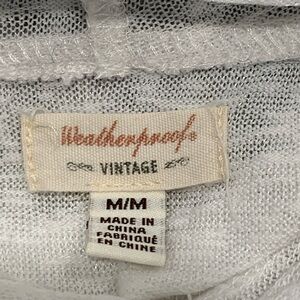 Weatherproof
VINTAGE
M/M
MADE IN
CHINA
FABRIQUÉ
EN CHINE